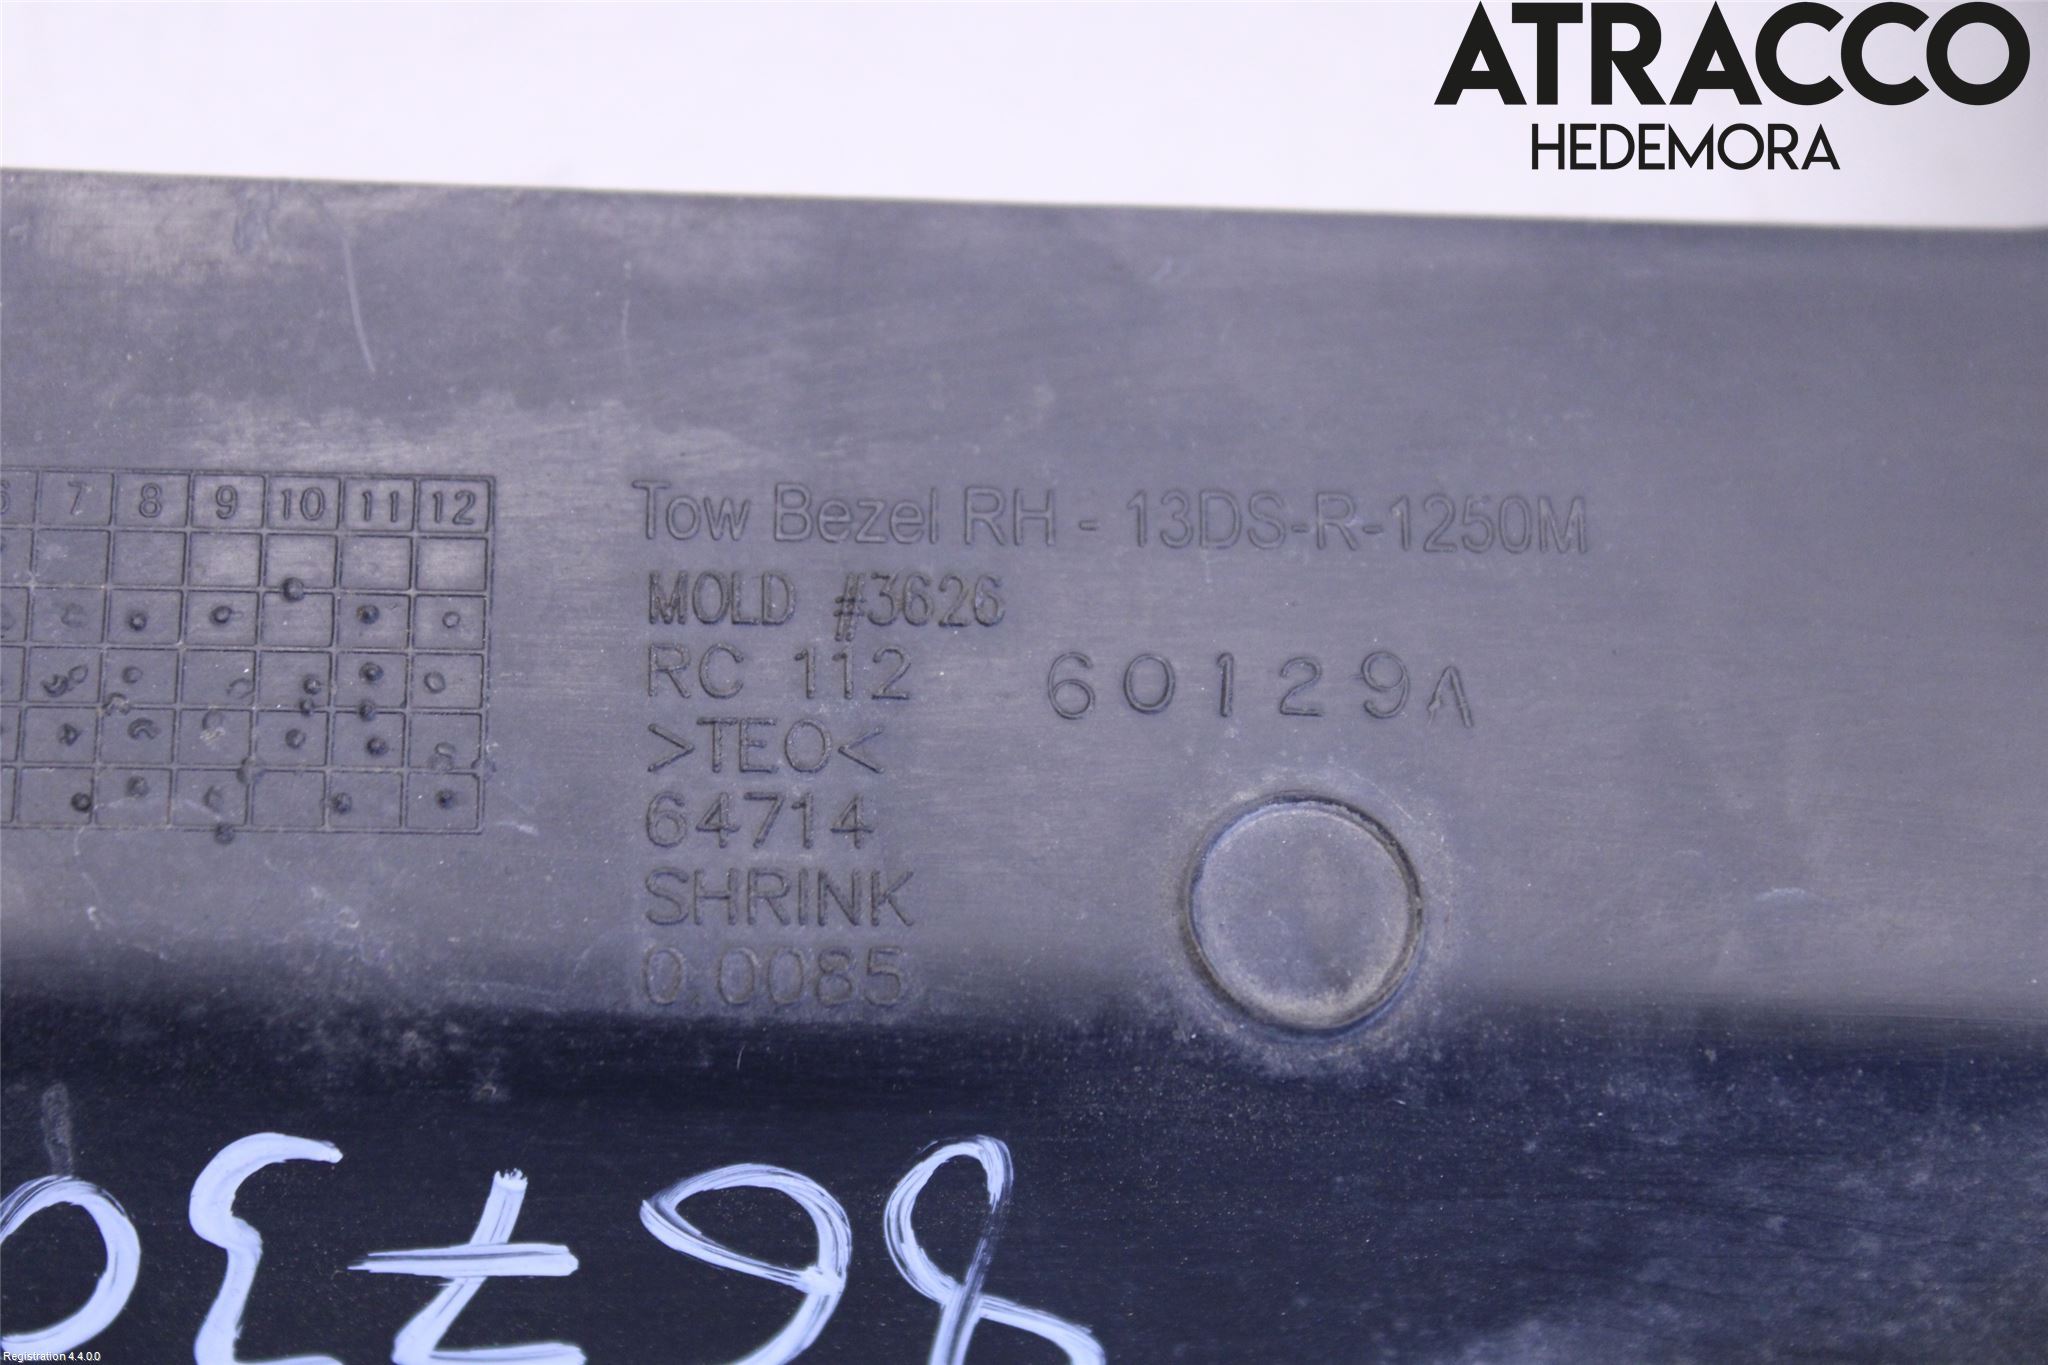 ATRACCO
HEDEMORA
7 8 9 10 11 12
Tow Bezel RH - 13DS-R-1250M
MOLD #3626
RC 112
60129A
>TEO<
64714
SHRINK
0.0085
Registration 4.4.0.0